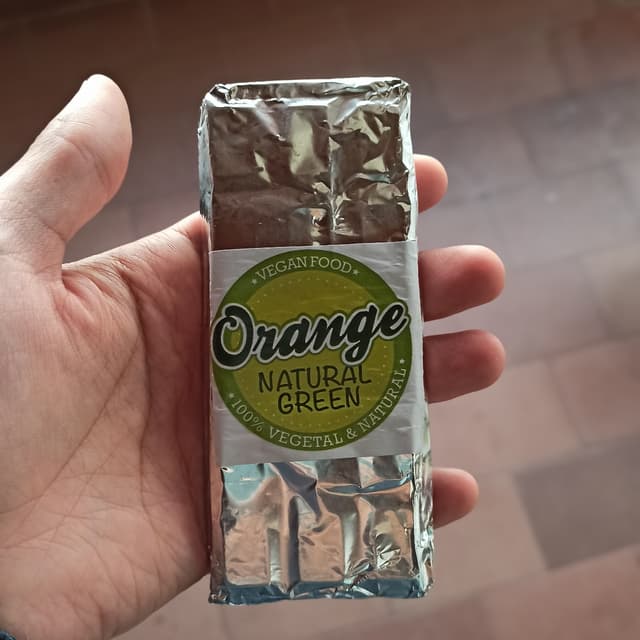 ★ VEGAN FOOD ★
Orange
NATURAL
GREEN
★ 100% VEGETAL & NATURAL ★